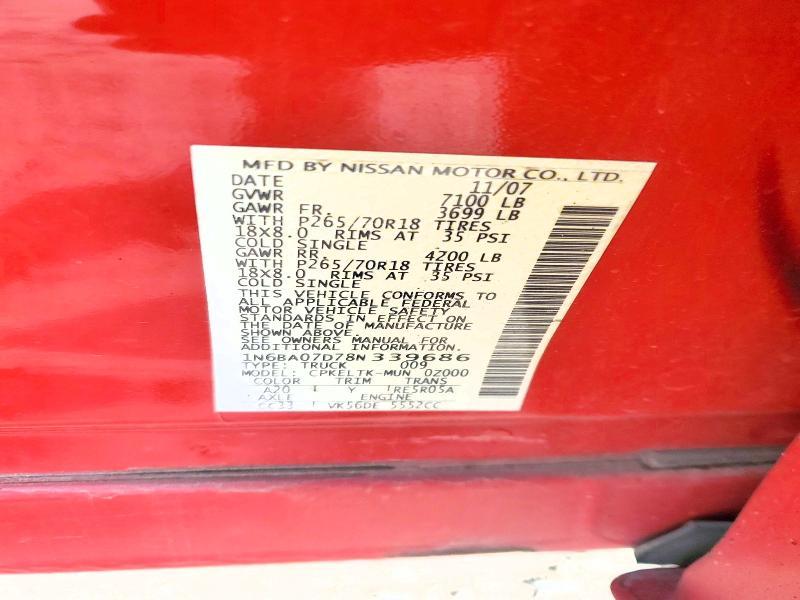 MFD BY NISSAN MOTOR CO., LTD.
DATE 11/07
GVWR 7100 LB
GAWR FR. 3699 LB
WITH P265/70R18 TIRES
18X8.0 RIMS AT 35 PSI
COLD SINGLE
GAWR RR. 4200 LB
WITH P265/70R18 TIRES
18X8.0 RIMS AT 35 PSI
COLD SINGLE
THIS VEHICLE CONFORMS TO
ALL APPLICABLE FEDERAL
MOTOR VEHICLE SAFETY
STANDARDS IN EFFECT ON
THE DATE OF MANUFACTURE
SHOWN ABOVE.
SEE OWNERS MANUAL FOR
ADDITIONAL INFORMATION.
1N6BA07D78N339686
TYPE: TRUCK 009
MODEL: CPKELTK-MUN 0Z000
COLOR TRIM TRANS
A20 Y RE5R05A
AXLE ENGINE
CC33 VK56DE 5552CC